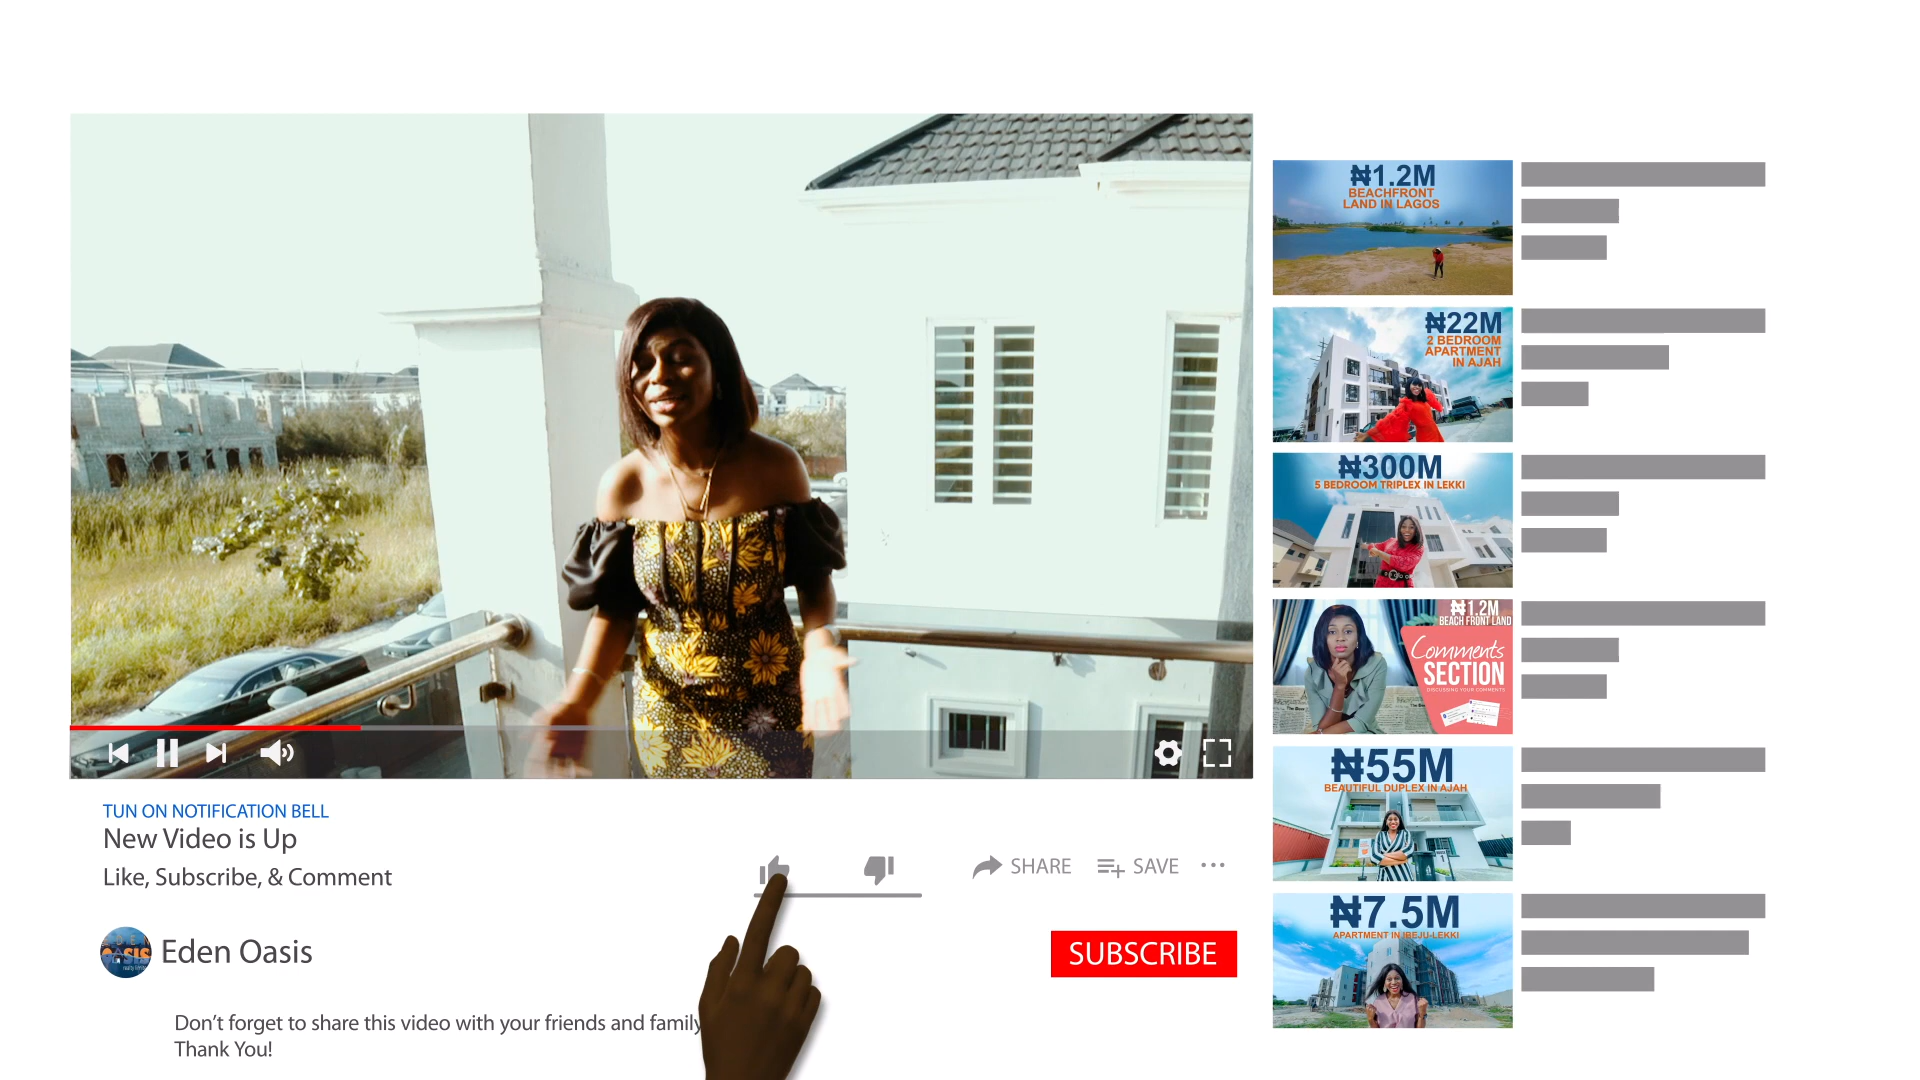 TUN ON NOTIFICATION BELL
New Video is Up
Like, Subscribe, & Comment
SHARE
SAVE
Eden Oasis
SUBSCRIBE
Don’t forget to share this video with your friends and family
Thank You!
₦1.2M
BEACHFRONT
LAND IN LAGOS
₦22M
2 BEDROOM
APARTMENT
IN AJAH
₦300M
5 BEDROOM TRIPLEX IN LEKKI
₦1.2M
BEACH FRONT LAND
Comments
SECTION
DISCUSSING YOUR COMMENTS
₦55M
BEAUTIFUL DUPLEX IN AJAH
₦7.5M
APARTMENT IN IBEJU-LEKKI